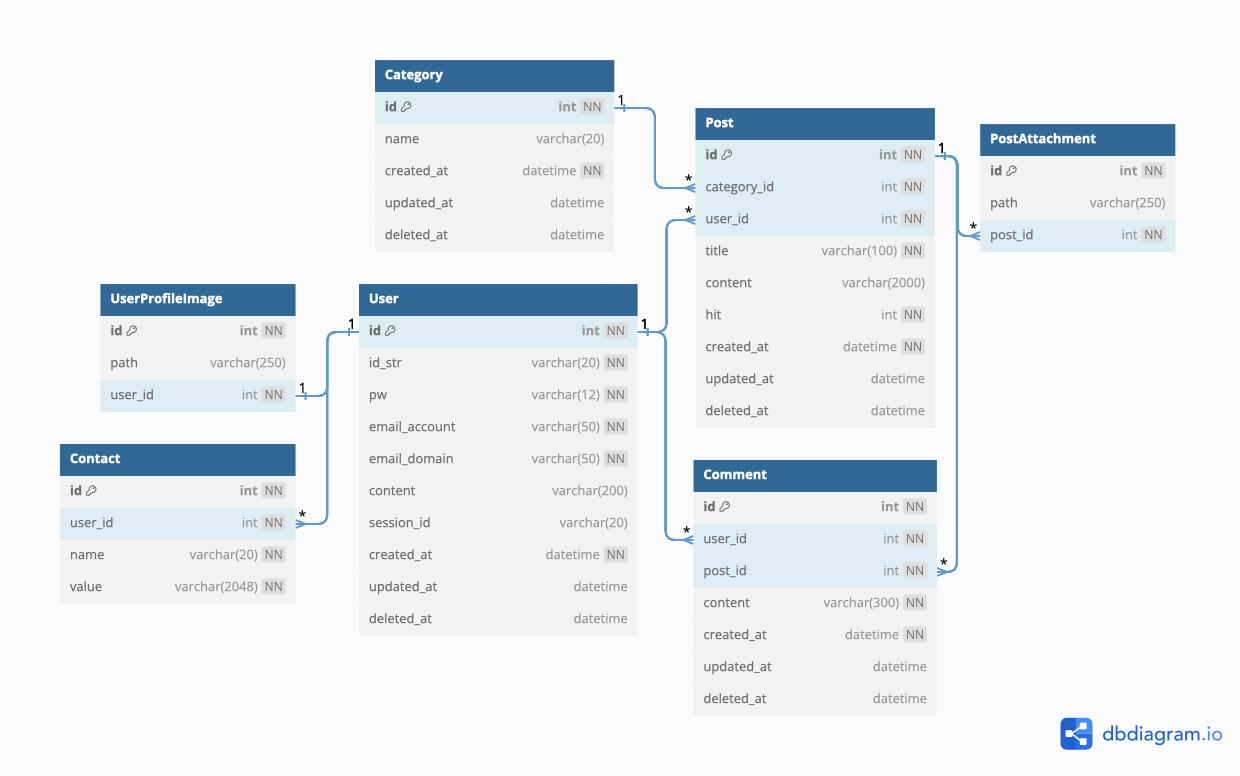 Category
id int NN
name varchar(20)
created_at datetime NN
updated_at datetime
deleted_at datetime
1
*
*
Post
id int NN
category_id int NN
user_id int NN
title varchar(100) NN
content varchar(2000)
hit int NN
created_at datetime NN
updated_at datetime
deleted_at datetime
1
*
PostAttachment
id int NN
path varchar(250)
post_id int NN
UserProfileImage
id int NN
path varchar(250)
user_id int NN
1
1
User
id int NN
id_str varchar(20) NN
pw varchar(12) NN
email_account varchar(50) NN
email_domain varchar(50) NN
content varchar(200)
session_id varchar(20)
created_at datetime NN
updated_at datetime
deleted_at datetime
1
Contact
id int NN
user_id int NN
name varchar(20) NN
value varchar(2048) NN
*
*
Comment
id int NN
user_id int NN
post_id int NN
content varchar(300) NN
created_at datetime NN
updated_at datetime
deleted_at datetime
*
dbdiagram.io